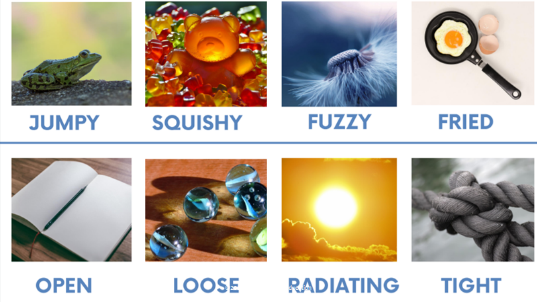 JUMPY SQUISHY FUZZY FRIED
OPEN LOOSE RADIATING TIGHT